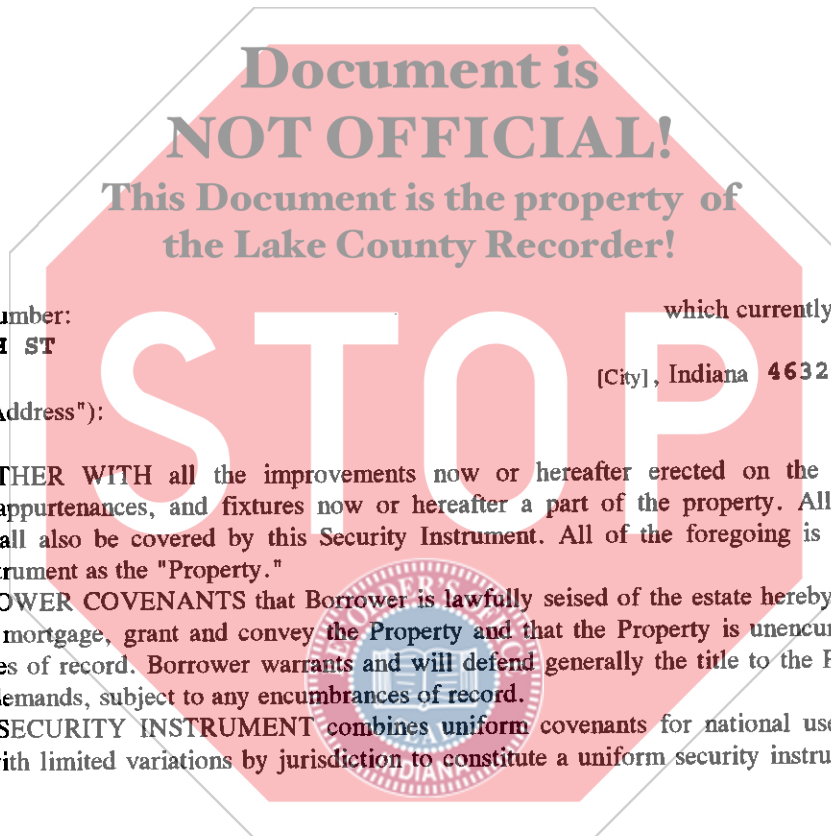 Document is
NOT OFFICIAL!
This Document is the property of
the Lake County Recorder!
umber: which currently
H ST
[City], Indiana 4632
Address"):
STOP
THER WITH all the improvements now or hereafter erected on the
appurtenances, and fixtures now or hereafter a part of the property. All
all also be covered by this Security Instrument. All of the foregoing is
trument as the "Property."
OWER COVENANTS that Borrower is lawfully seised of the estate hereby
mortgage, grant and convey the Property and that the Property is unencu
es of record. Borrower warrants and will defend generally the title to the
demands, subject to any encumbrances of record.
SECURITY INSTRUMENT combines uniform covenants for national use
ith limited variations by jurisdiction to constitute a uniform security instru
SEAL
INDIANA